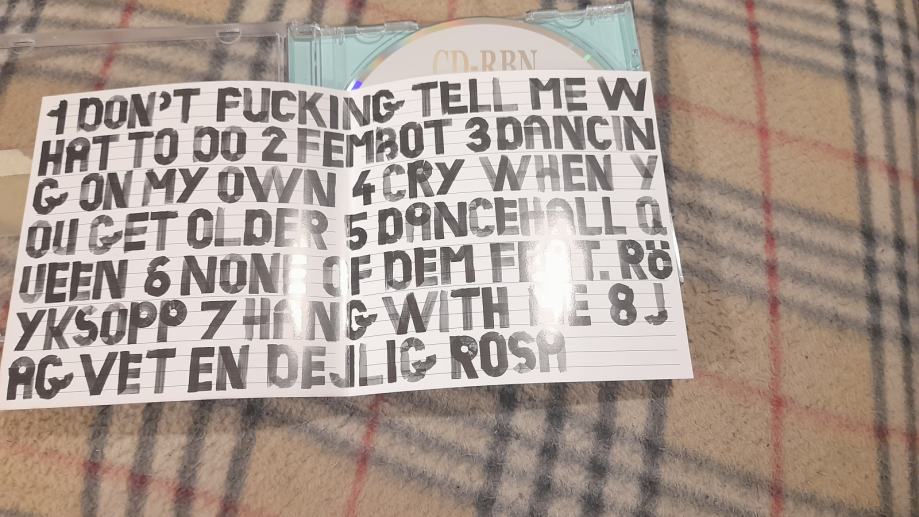 CD-RBN
1 DON'T FUCKING TELL ME W
HAT TO DO 2 FEMBOT 3 DANCIN
G ON MY OWN 4 CRY WHEN Y
OU GET OLDER 5 DANCEHALL Q
UEEN 6 NONE OF DEM FEAT. RÖ
YKSOPP 7 HANG WITH ME 8 J
AG VET EN DEJLIG ROSA